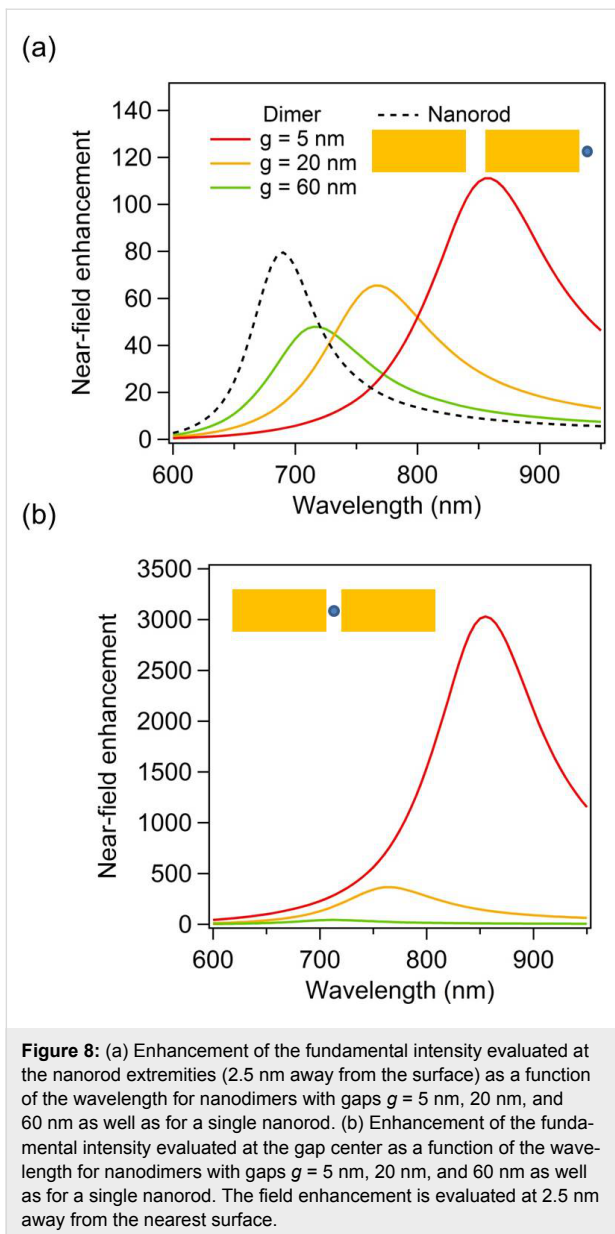 (a)
140
120
100
80
60
40
20
0
Near-field enhancement
Dimer
g = 5 nm
g = 20 nm
g = 60 nm
Nanorod
600 700 800 900
Wavelength (nm)
(b)
3500
3000
2500
2000
1500
1000
500
0
Near-field enhancement
600 700 800 900
Wavelength (nm)
Figure 8: (a) Enhancement of the fundamental intensity evaluated at
the nanorod extremities (2.5 nm away from the surface) as a function
of the wavelength for nanodimers with gaps g = 5 nm, 20 nm, and
60 nm as well as for a single nanorod. (b) Enhancement of the funda-
mental intensity evaluated at the gap center as a function of the wave-
length for nanodimers with gaps g = 5 nm, 20 nm, and 60 nm as well
as for a single nanorod. The field enhancement is evaluated at 2.5 nm
away from the nearest surface.